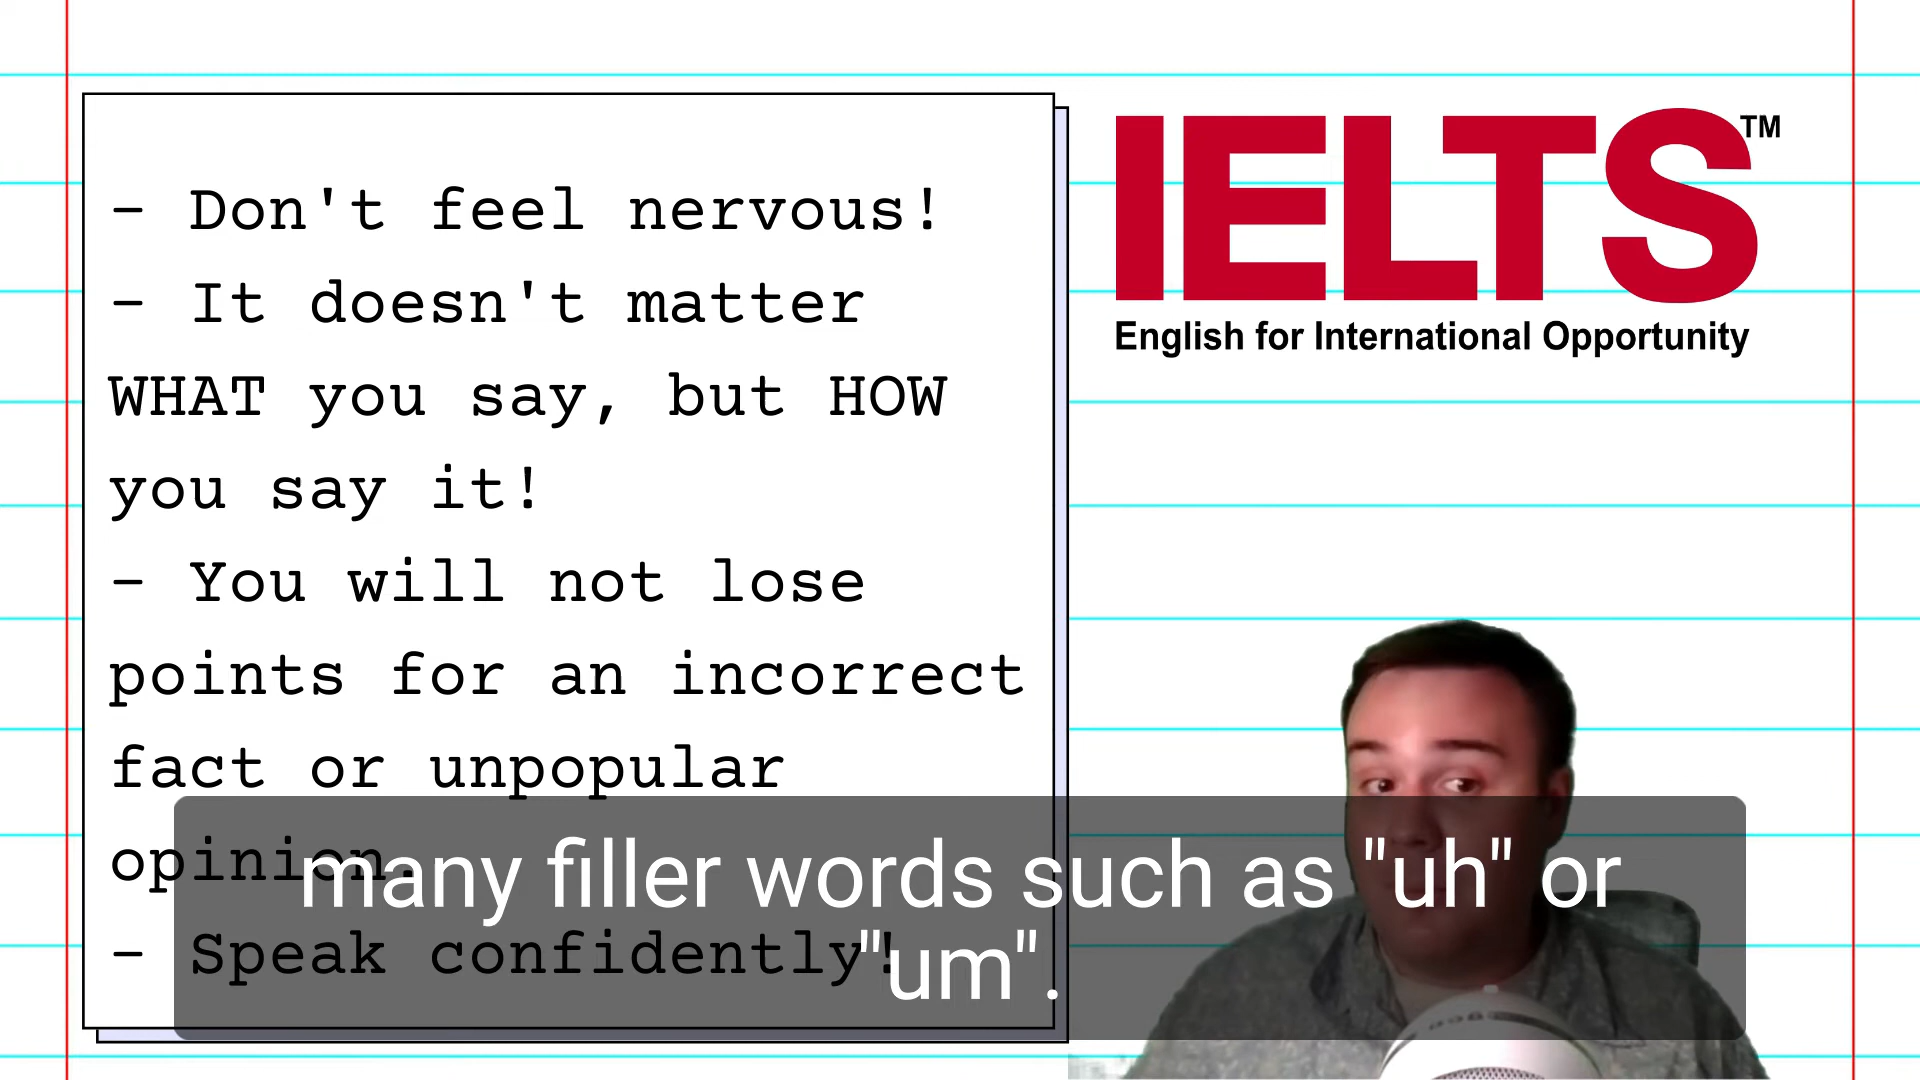 - Don't feel nervous!
- It doesn't matter
WHAT you say, but HOW
you say it!
- You will not lose
points for an incorrect
fact or unpopular
opinion.
- Speak confidently!
IELTS™
English for International Opportunity
many filler words such as "uh" or
"um".